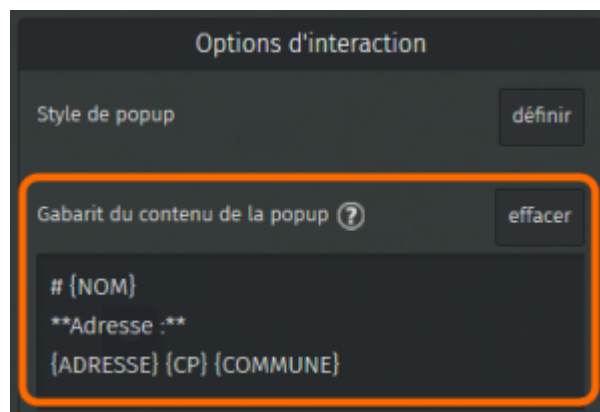 Options d'interaction
Style de popup définir
Gabarit du contenu de la popup ? effacer
# {NOM}
**Adresse :**
{ADRESSE} {CP} {COMMUNE}